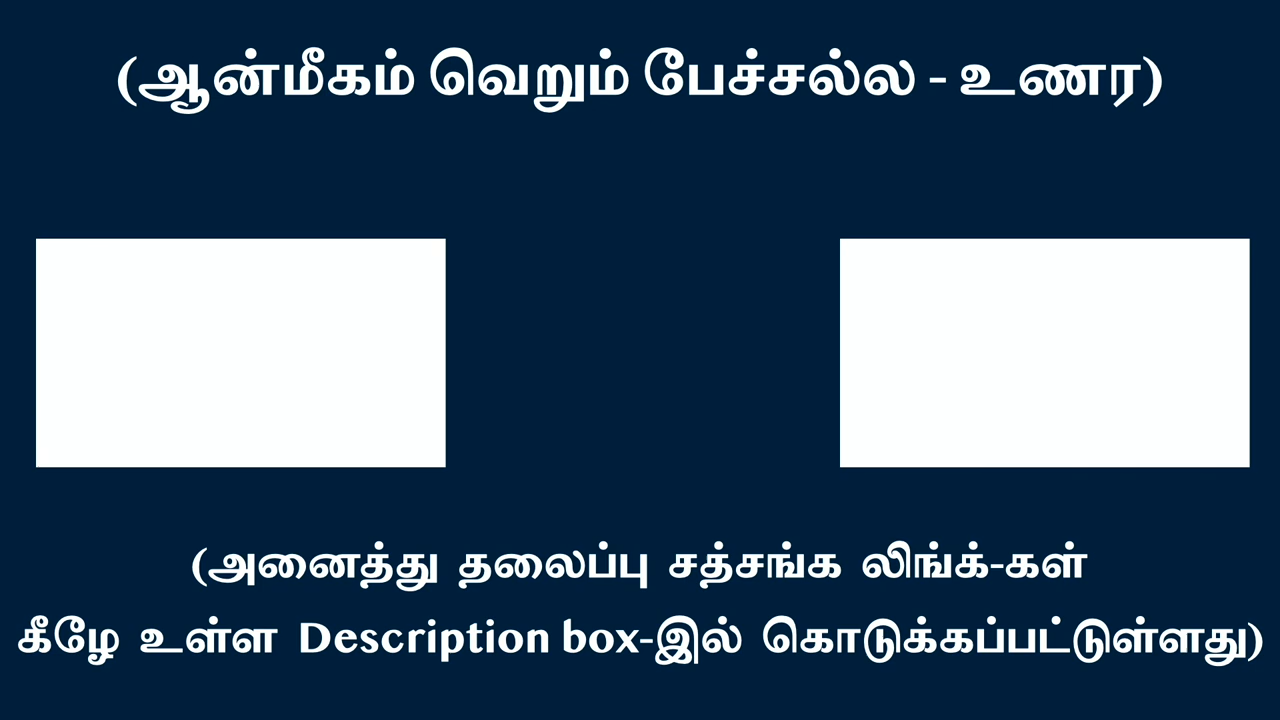 (ஆன்மீகம் வெறும் பேச்சல்ல - உணர)
(அனைத்து தலைப்பு சத்சங்க லிங்க்-கள்
கீழே உள்ள Description box-இல் கொடுக்கப்பட்டுள்ளது)